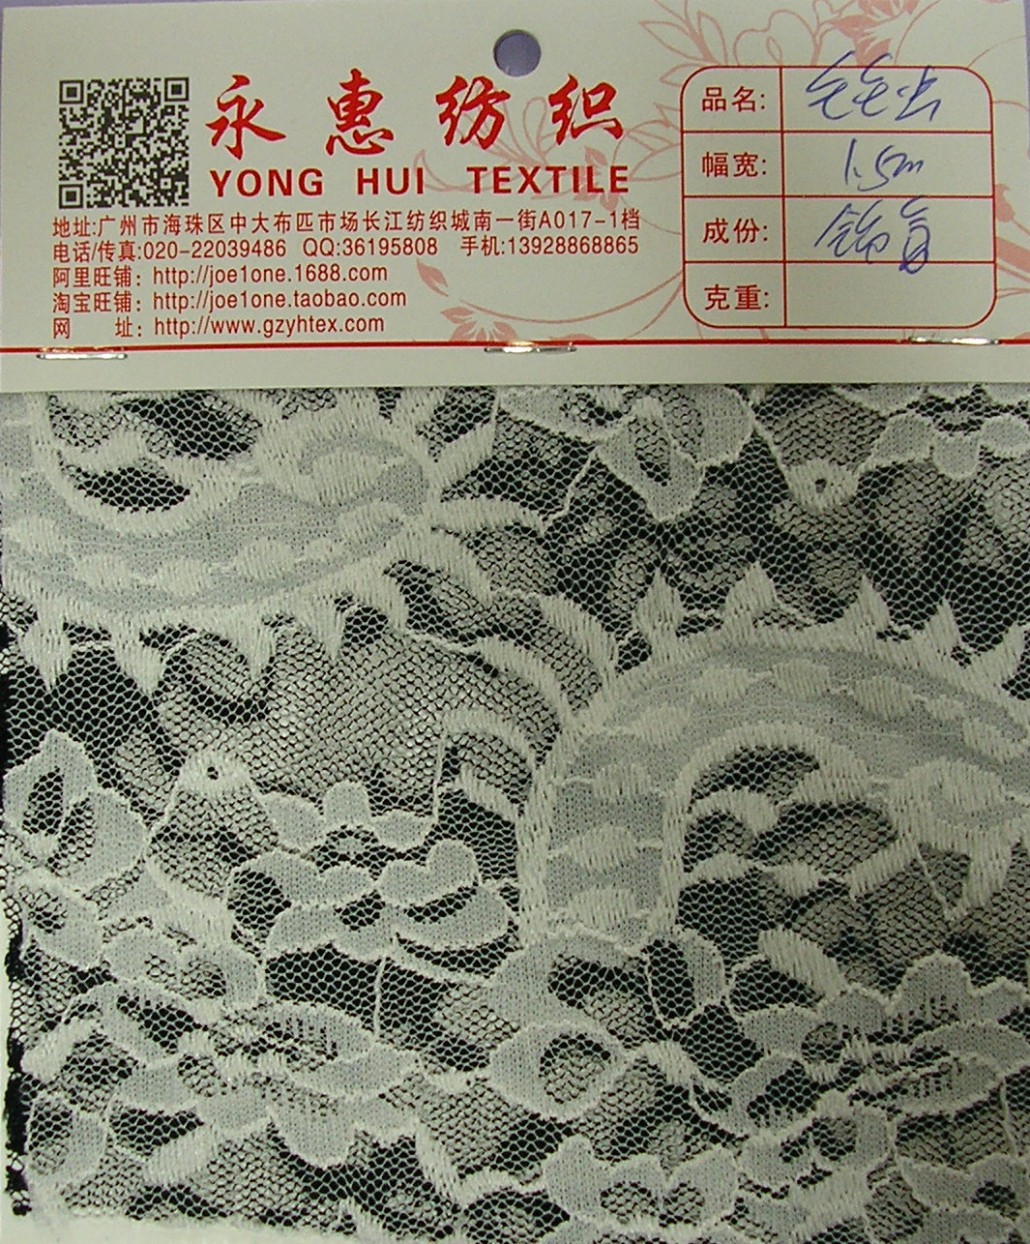 永惠纺织
YONG HUI TEXTILE
地址:广州市海珠区中大布匹市场长江纺织城南一街A017-1档
电话/传真:020-22039486 QQ:36195808 手机:13928868865
阿里旺铺: http://joe1one.1688.com
淘宝旺铺: http://joe1one.taobao.com
网 址: http://www.gzyhtex.com
品名:
幅宽: 1.5m
成份:
克重: